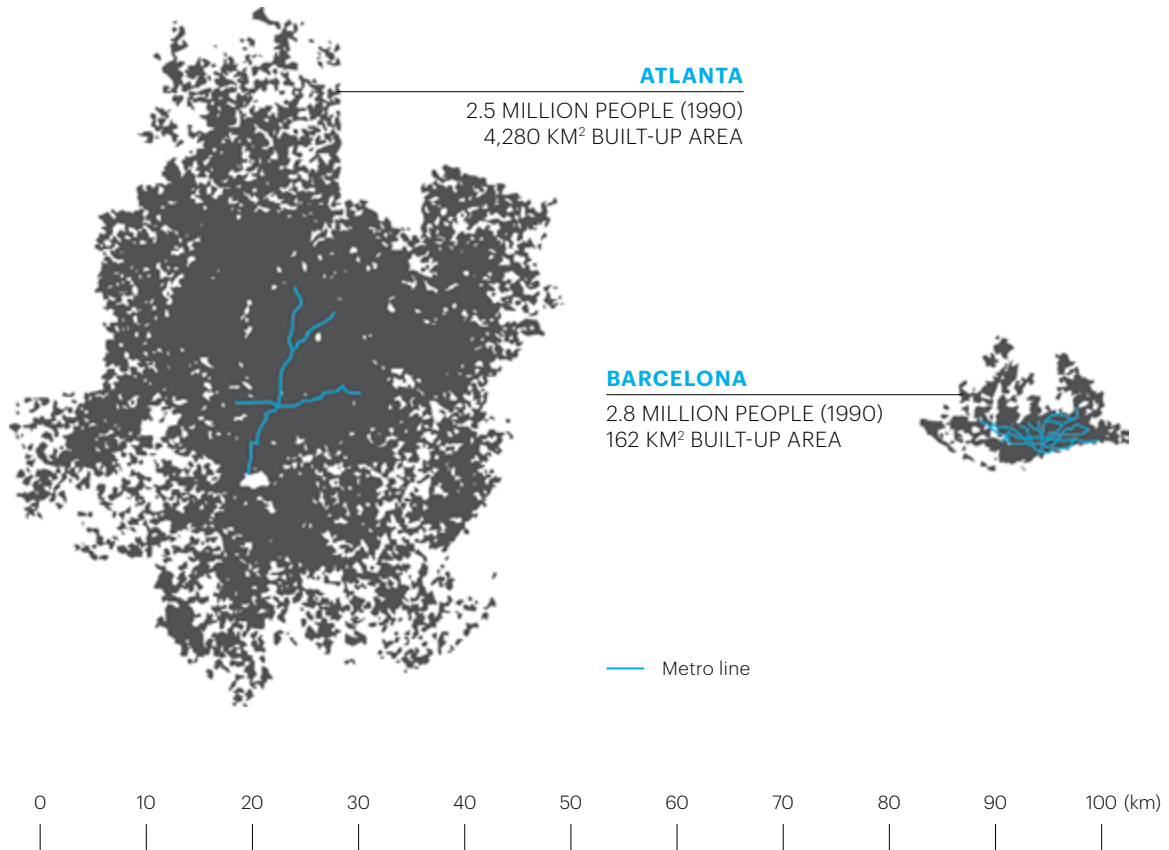 ATLANTA
2.5 MILLION PEOPLE (1990)
4,280 KM² BUILT-UP AREA
BARCELONA
2.8 MILLION PEOPLE (1990)
162 KM² BUILT-UP AREA
Metro line
0 10 20 30 40 50 60 70 80 90 100 (km)